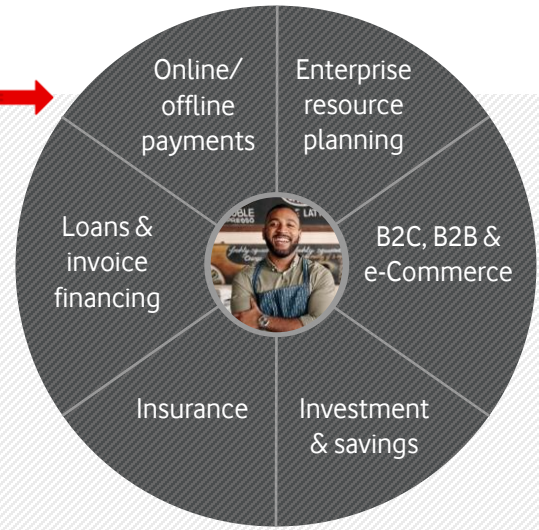 Online/
offline
payments
Enterprise
resource
planning
Loans &
invoice
financing
B2C, B2B &
e-Commerce
Insurance
Investment
& savings